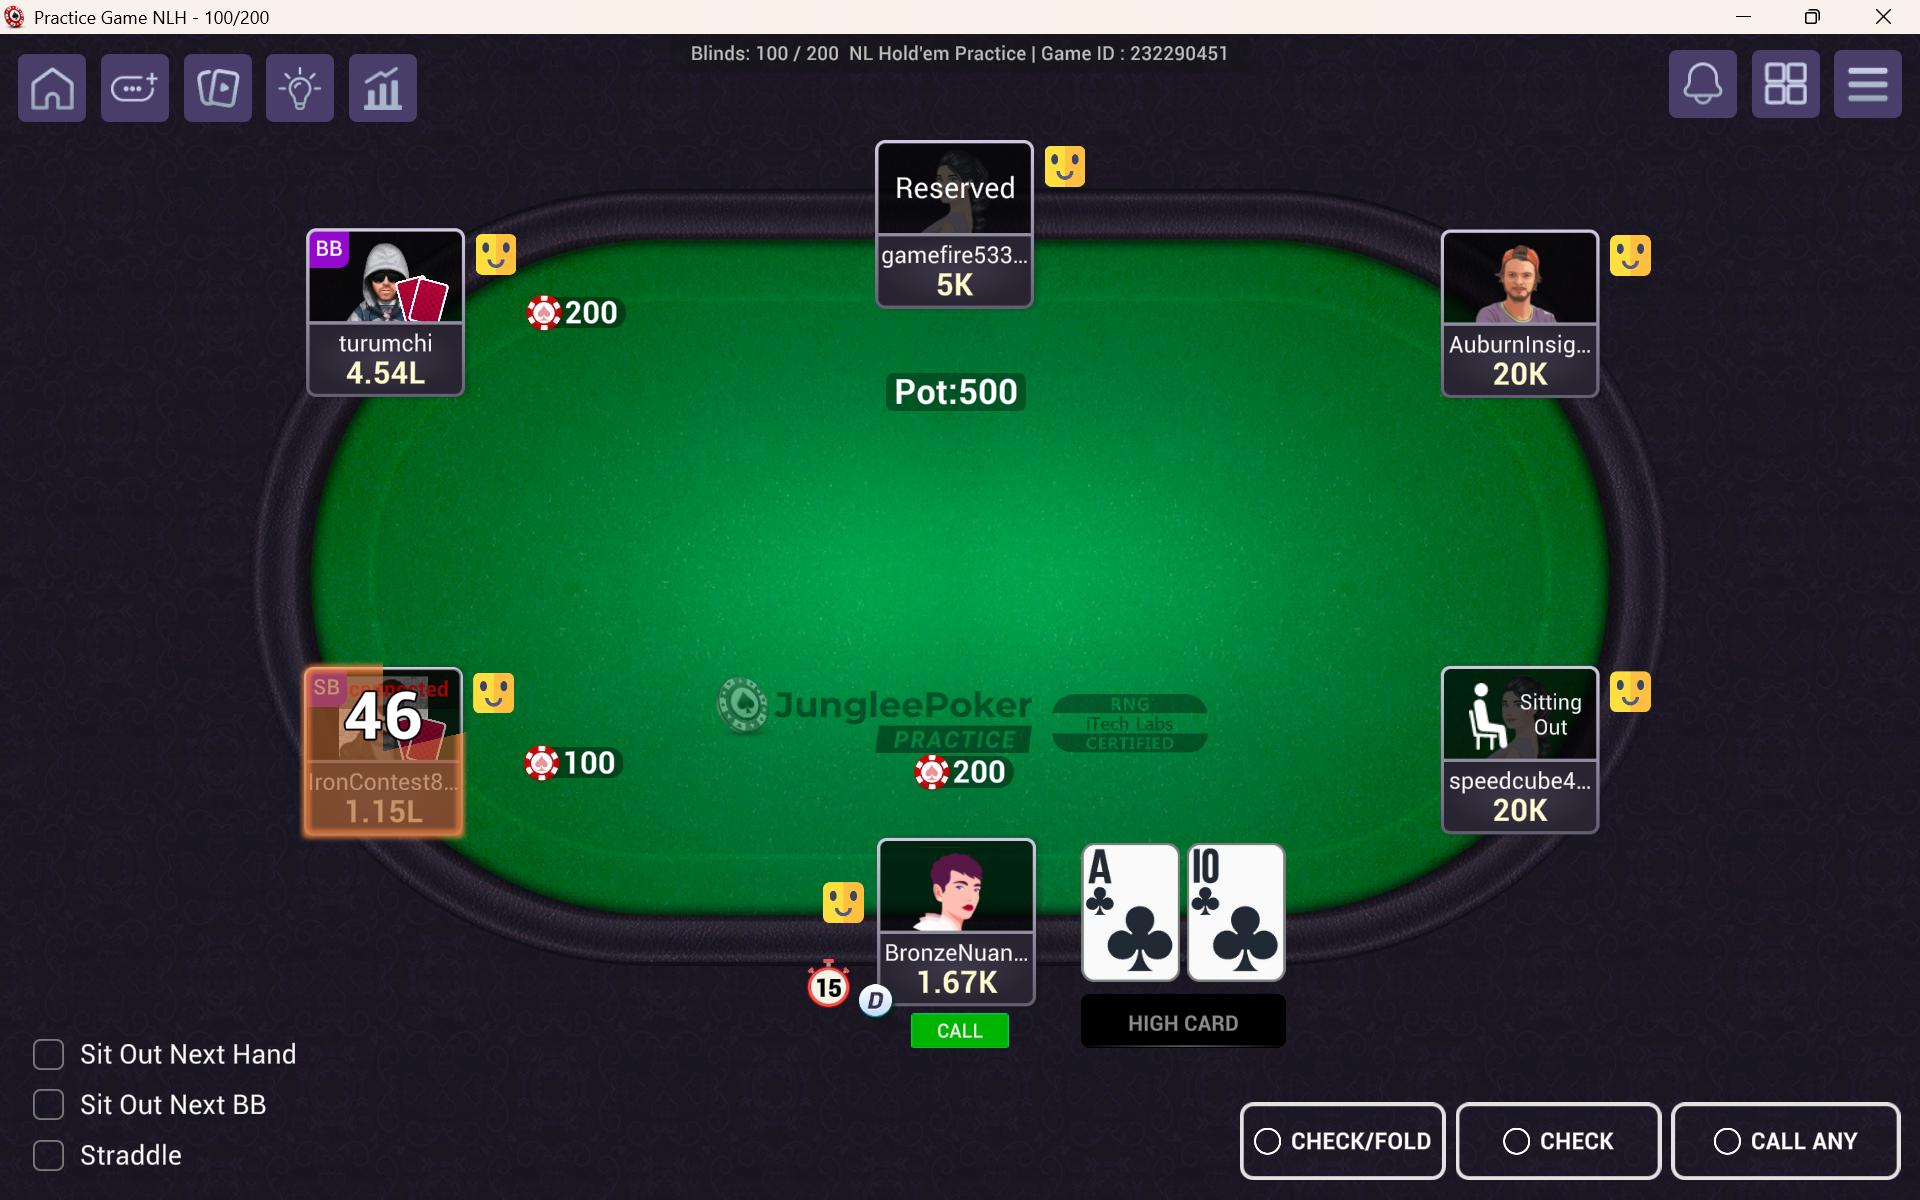 Practice Game NLH - 100/200
Blinds: 100 / 200 NL Hold'em Practice | Game ID : 232290451
Reserved
gamefire533...
5K
BB
turumchi
4.54L
200
AuburnInsig...
20K
Pot:500
SB
46
IronContest8...
1.15L
100
JungleePoker
PRACTICE
RNG
iTech Labs
CERTIFIED
200
Sitting
Out
speedcube4...
20K
A
10
BronzeNuan...
1.67K
15
D
CALL
HIGH CARD
Sit Out Next Hand
Sit Out Next BB
Straddle
CHECK/FOLD
CHECK
CALL ANY